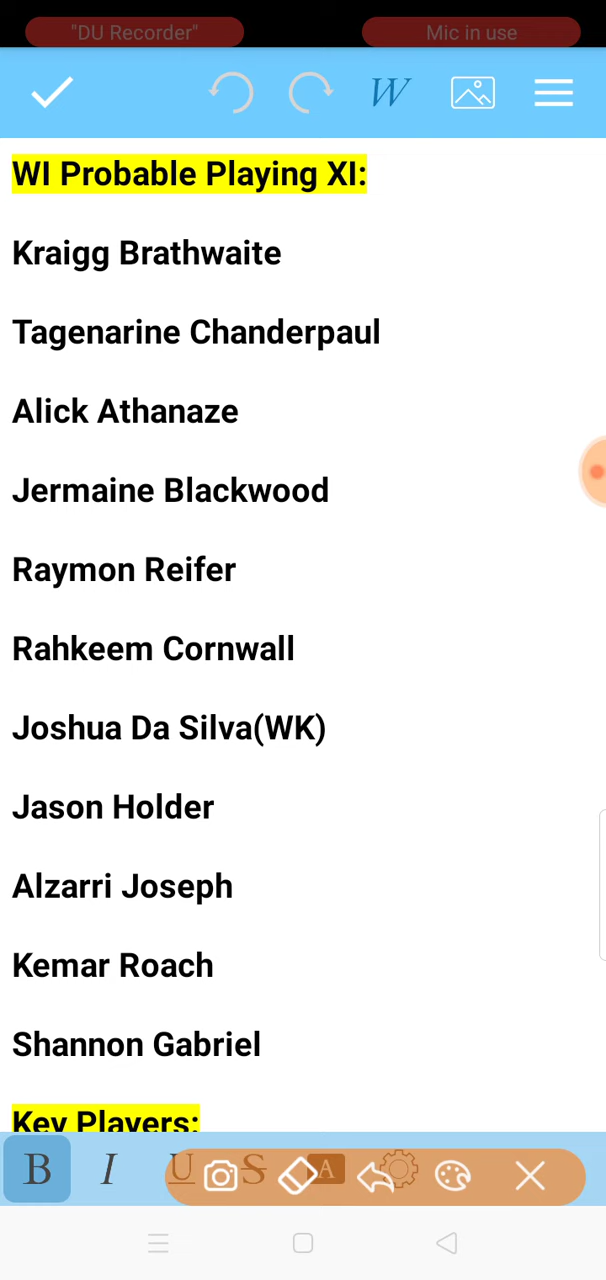 "DU Recorder" Mic in use
W
WI Probable Playing XI:
Kraigg Brathwaite
Tagenarine Chanderpaul
Alick Athanaze
Jermaine Blackwood
Raymon Reifer
Rahkeem Cornwall
Joshua Da Silva(WK)
Jason Holder
Alzarri Joseph
Kemar Roach
Shannon Gabriel
Key Players:
B I U S A